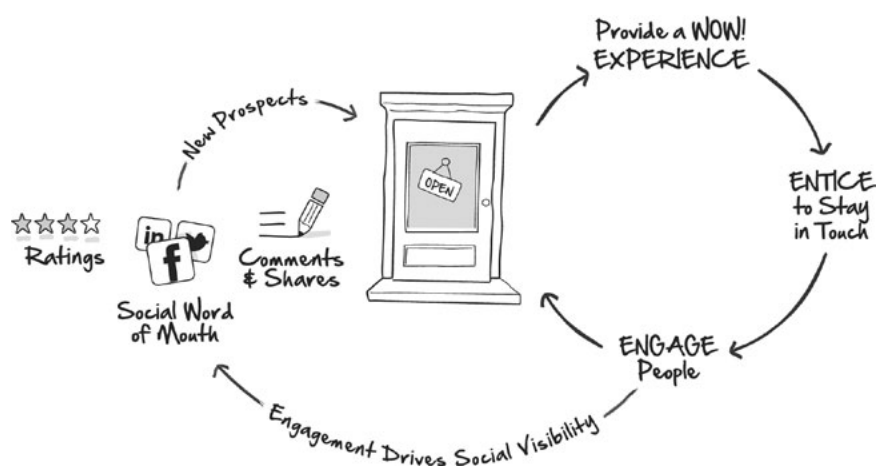 Provide a WOW!
EXPERIENCE
New Prospects
OPEN
ENTICE
to Stay
in Touch
in
f
Ratings
Comments
& Shares
Social Word
of Mouth
ENGAGE
People
Engagement Drives Social Visibility